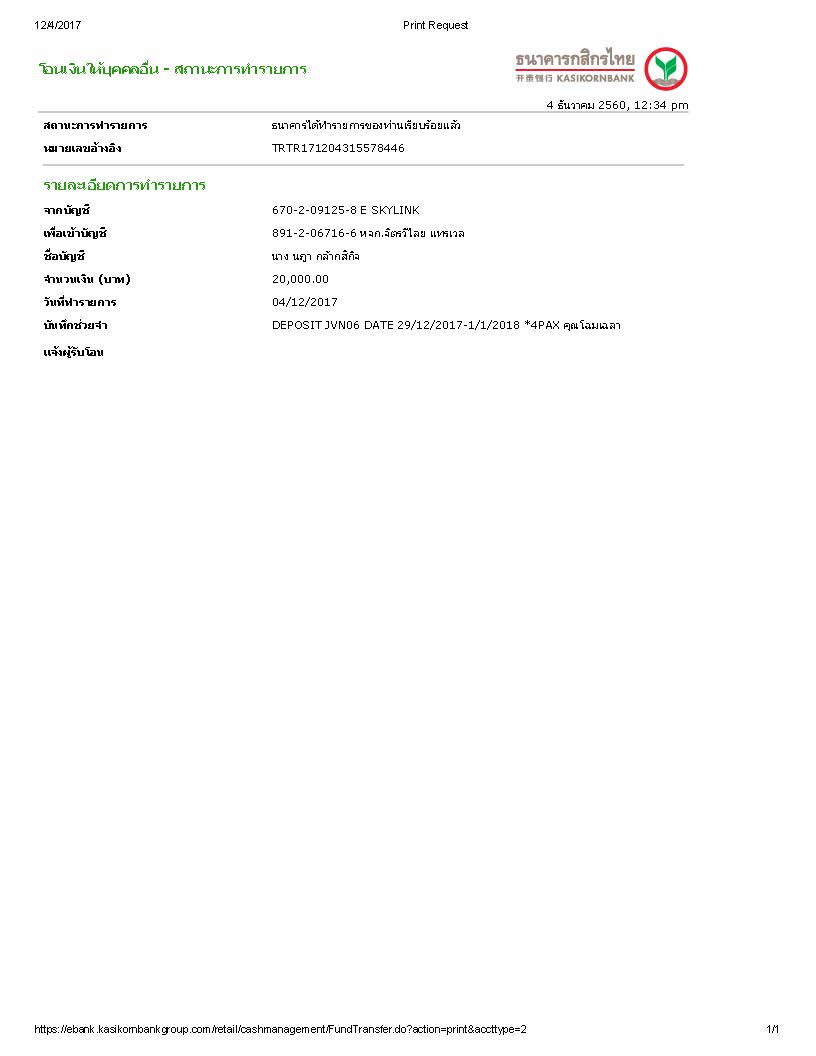 12/4/2017 Print Request
โอนเงินให้บุคคลอื่น - สถานะการทำรายการ
ธนาคารกสิกรไทย
开泰银行 KASIKORNBANK
4 ธันวาคม 2560, 12:34 pm
สถานะการทำรายการ ธนาคารได้ทำรายการของท่านเรียบร้อยแล้ว
หมายเลขอ้างอิง TRTR171204315578446
รายละเอียดการทำรายการ
จากบัญชี 670-2-09125-8 E SKYLINK
เพื่อเข้าบัญชี 891-2-06716-6 หจก.จิตรวิไลย แทรเวล
ชื่อบัญชี นาง นฎา กล้ากสิกิจ
จำนวนเงิน (บาท) 20,000.00
วันที่ทำรายการ 04/12/2017
บันทึกช่วยจำ DEPOSIT JVN06 DATE 29/12/2017-1/1/2018 *4PAX คุณโฉมเฉลา
แจ้งผู้รับโอน
https://ebank.kasikornbankgroup.com/retail/cashmanagement/FundTransfer.do?action=print&accttype=2 1/1